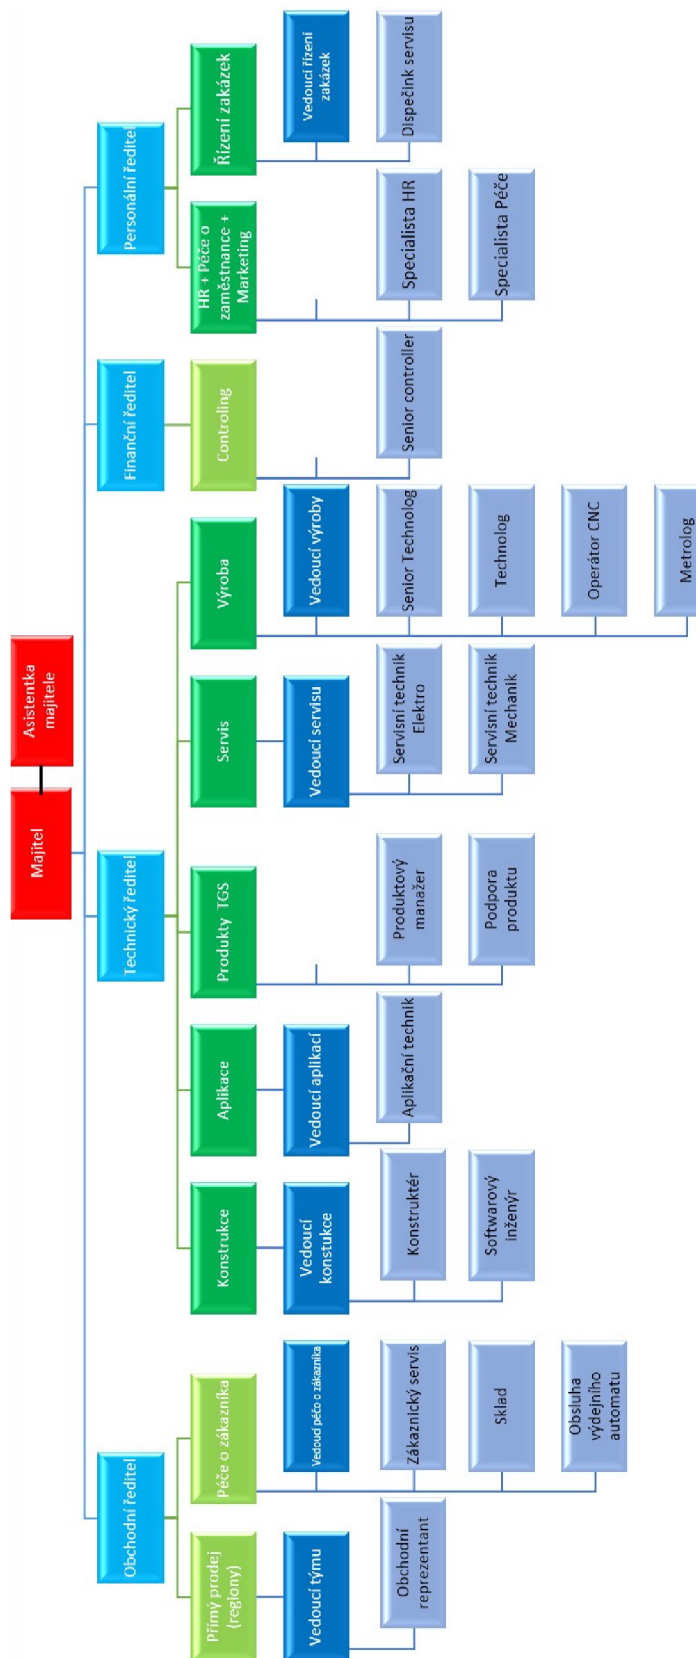 Majitel
Asistentka
majitele
Obchodní ředitel
Technický ředitel
Finanční ředitel
Personální ředitel
Přímý prodej
(regiony)
Péče o zákazníka
Konstrukce
Aplikace
Produkty TGS
Servis
Výroba
Controling
HR + Péče o
zaměstnance +
Marketing
Řízení zakázek
Vedoucí týmu
Vedoucí péčo o zákazníka
Vedoucí
konstukce
Vedoucí aplikací
Vedoucí servisu
Vedoucí výroby
Vedoucí řízení
zakázek
Obchodní
reprezentant
Zákaznický servis
Konstruktér
Aplikační technik
Produktový
manažer
Servisní technik
Elektro
Senior Technolog
Senior controller
Specialista HR
Dispečink servisu
Sklad
Softwarový
inženýr
Podpora
produktu
Servisní technik
Mechanik
Technolog
Specialista Péče
Obsluha
výdejního
automatu
Operátor CNC
Metrolog